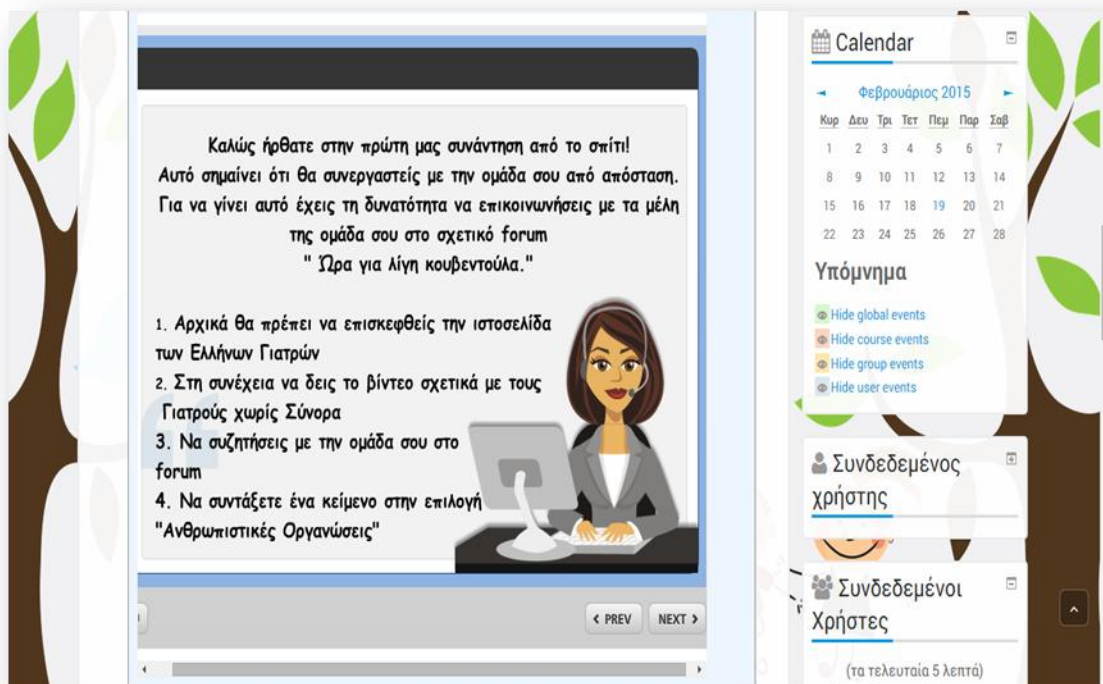 Καλώς ήρθατε στην πρώτη μας συνάντηση από το σπίτι!
Αυτό σημαίνει ότι θα συνεργαστείς με την ομάδα σου από απόσταση.
Για να γίνει αυτό έχεις τη δυνατότητα να επικοινωνήσεις με τα μέλη
της ομάδα σου στο σχετικό forum
" Ώρα για λίγη κουβεντούλα."
1. Αρχικά θα πρέπει να επισκεφθείς την ιστοσελίδα
των Ελλήνων Γιατρών
2. Στη συνέχεια να δεις το βίντεο σχετικά με τους
Γιατρούς χωρίς Σύνορα
3. Να συζητήσεις με την ομάδα σου στο
forum
4. Να συντάξετε ένα κείμενο στην επιλογή
"Ανθρωπιστικές Οργανώσεις"
PREV NEXT
Calendar
Φεβρουάριος 2015
Κυρ Δευ Τρι Τετ Πεμ Παρ Σαβ
1 2 3 4 5 6 7
8 9 10 11 12 13 14
15 16 17 18 19 20 21
22 23 24 25 26 27 28
Υπόμνημα
Hide global events
Hide course events
Hide group events
Hide user events
Συνδεδεμένος
χρήστης
Συνδεδεμένοι
Χρήστες
(τα τελευταία 5 λεπτά)